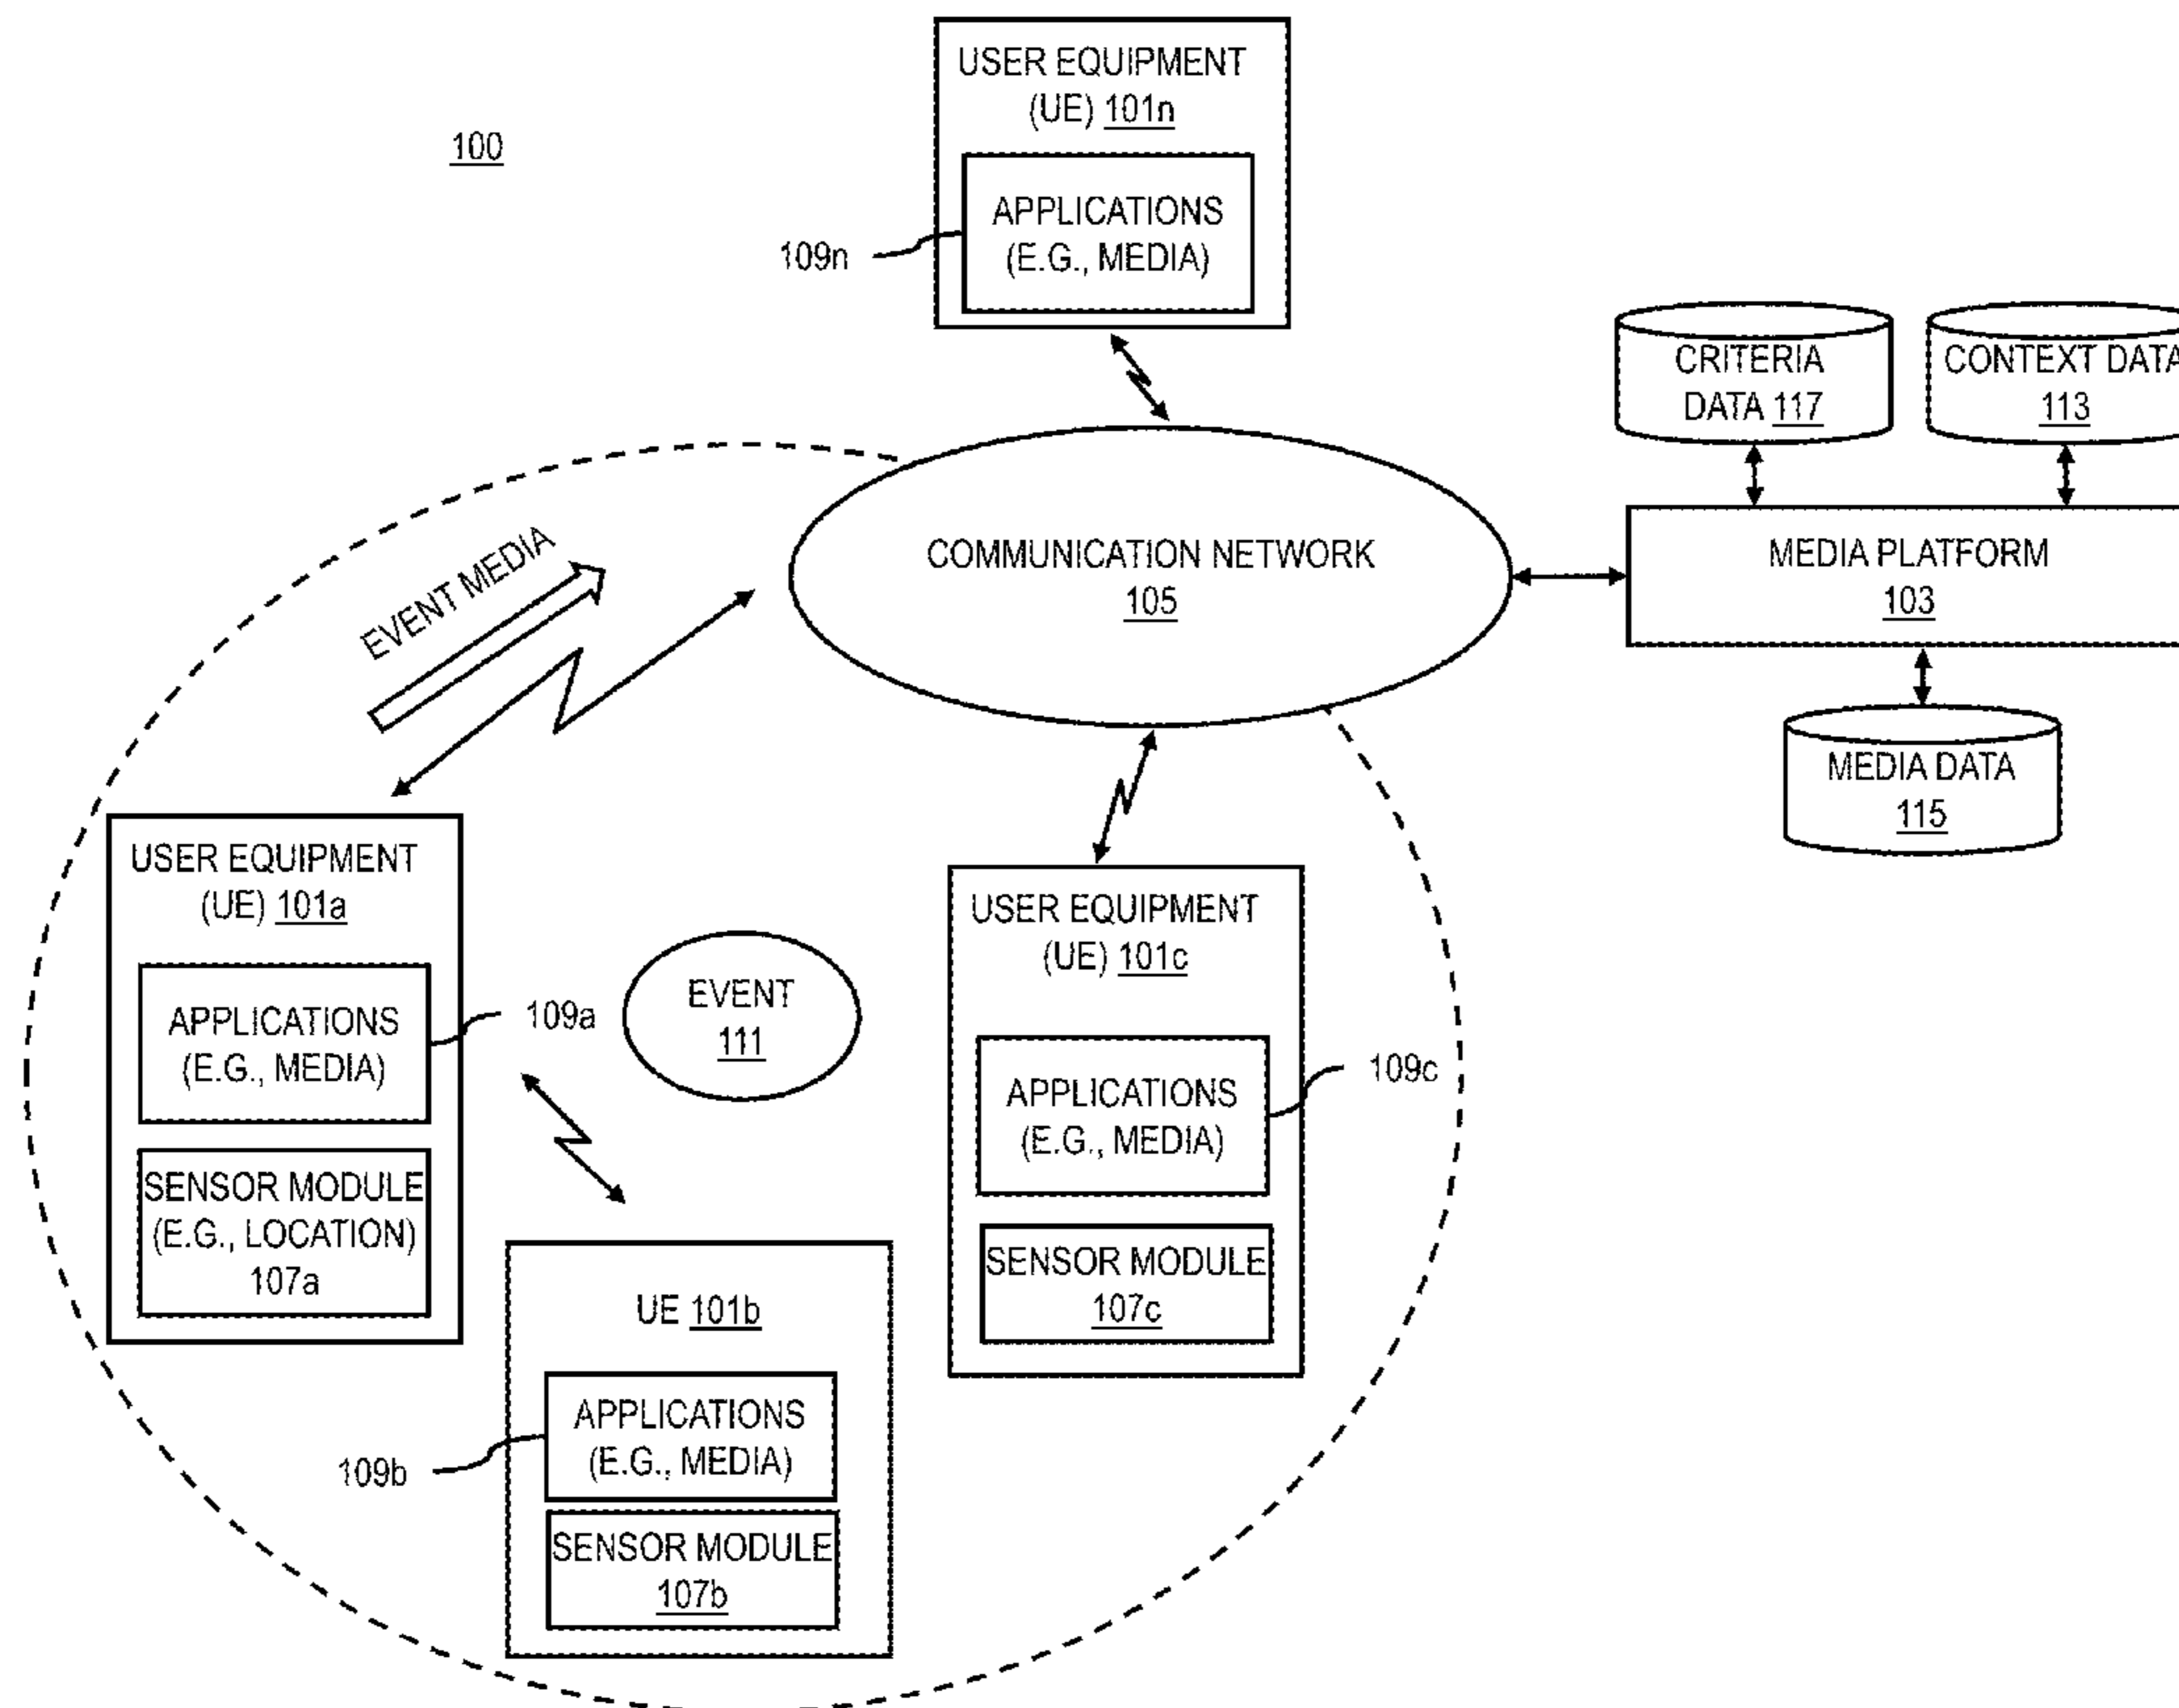 USER EQUIPMENT
(UE) 101n
100
APPLICATIONS
(E.G., MEDIA)
109n
CRITERIA
DATA 117
CONTEXT DATA
113
COMMUNICATION NETWORK
105
MEDIA PLATFORM
103
EVENT MEDIA
MEDIA DATA
115
USER EQUIPMENT
(UE) 101a
APPLICATIONS
(E.G., MEDIA)
109a
SENSOR MODULE
(E.G., LOCATION)
107a
EVENT
111
USER EQUIPMENT
(UE) 101c
APPLICATIONS
(E.G., MEDIA)
109c
SENSOR MODULE
107c
UE 101b
APPLICATIONS
(E.G., MEDIA)
109b
SENSOR MODULE
107b